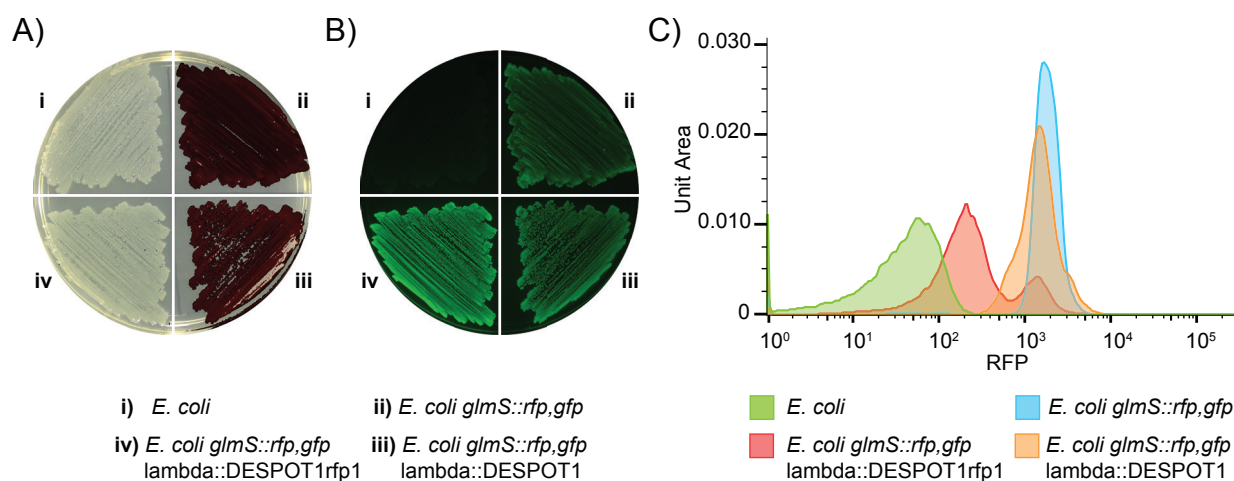 A)
i
ii
iv
iii
B)
i
ii
iv
iii
C)
0.030
0.020
0.010
0
Unit Area
10⁰ 10¹ 10² 10³ 10⁴ 10⁵
RFP
i) E. coli
ii) E. coli glmS::rfp,gfp
iv) E. coli glmS::rfp,gfp
lambda::DESPOT1rfp1
iii) E. coli glmS::rfp,gfp
lambda::DESPOT1
E. coli
E. coli glmS::rfp,gfp
E. coli glmS::rfp,gfp
lambda::DESPOT1rfp1
E. coli glmS::rfp,gfp
lambda::DESPOT1